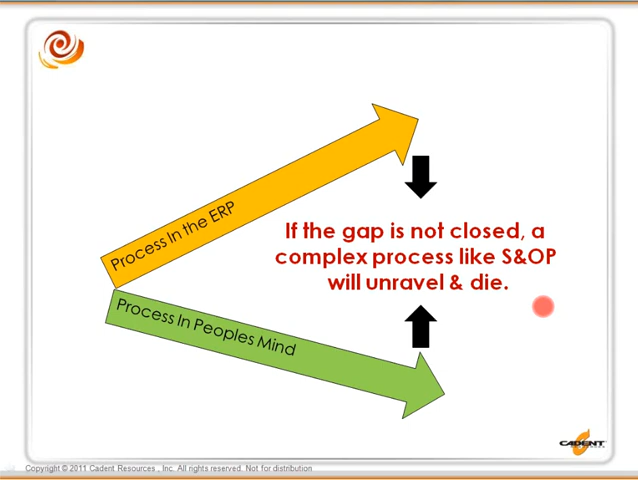 Process In the ERP
If the gap is not closed, a
complex process like S&OP
will unravel & die.
Process In Peoples Mind
CADENT
Copyright © 2011 Cadent Resources , Inc. All rights reserved. Not for distribution